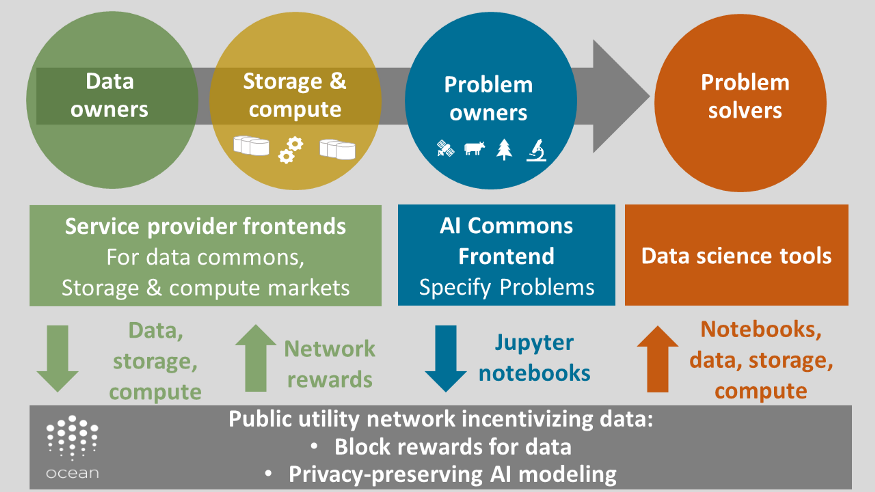 Data
owners
Storage &
compute
Problem
owners
Problem
solvers
Service provider frontends
For data commons,
Storage & compute markets
AI Commons
Frontend
Specify Problems
Data science tools
Data,
storage,
compute
Network
rewards
Jupyter
notebooks
Notebooks,
data, storage,
compute
ocean
Public utility network incentivizing data:
• Block rewards for data
• Privacy-preserving AI modeling